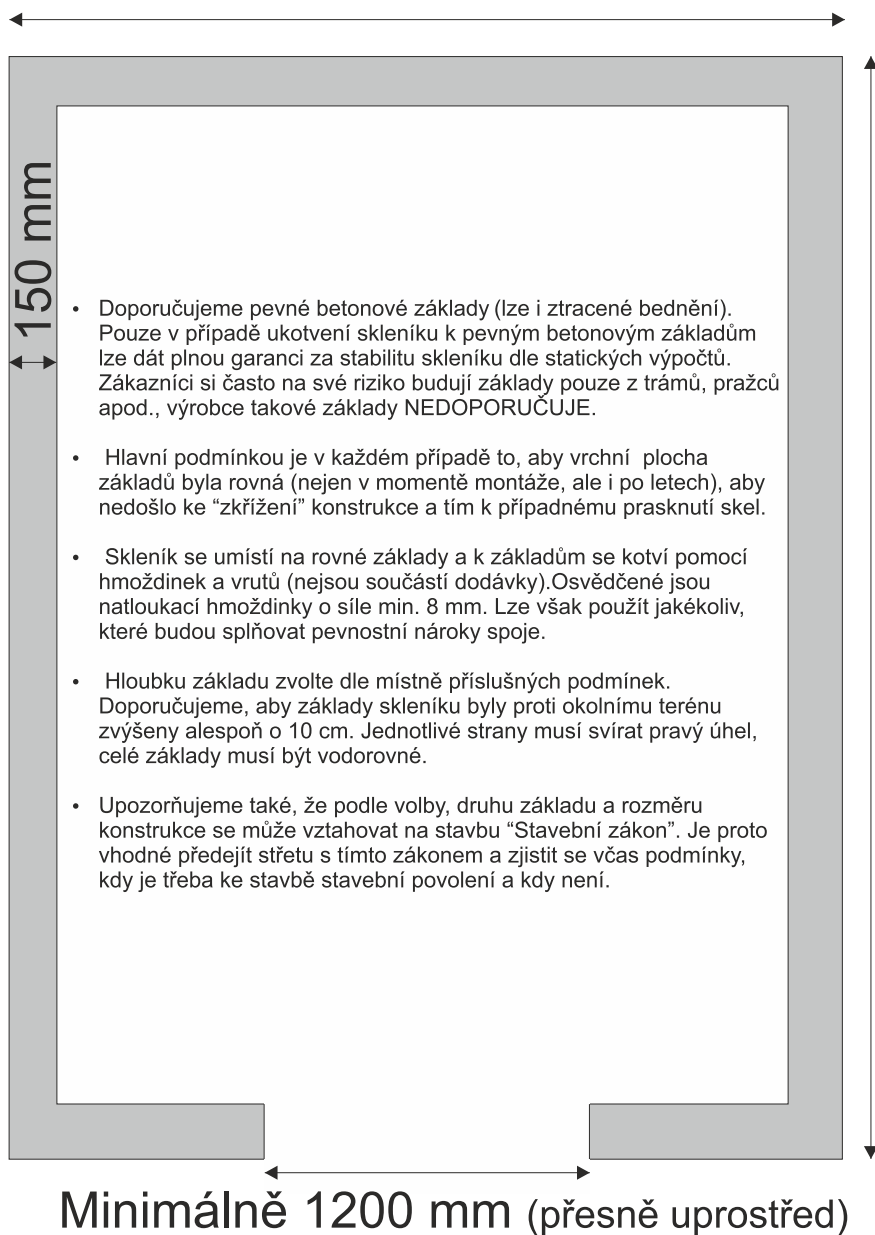 150 mm
• Doporučujeme pevné betonové základy (lze i ztracené bednění).
Pouze v případě ukotvení skleníku k pevným betonovým základům
lze dát plnou garanci za stabilitu skleníku dle statických výpočtů.
Zákazníci si často na své riziko budují základy pouze z trámů, pražců
apod., výrobce takové základy NEDOPORUČUJE.
• Hlavní podmínkou je v každém případě to, aby vrchní plocha
základů byla rovná (nejen v momentě montáže, ale i po letech), aby
nedošlo ke “zkřížení” konstrukce a tím k případnému prasknutí skel.
• Skleník se umístí na rovné základy a k základům se kotví pomocí
hmoždinek a vrutů (nejsou součástí dodávky).Osvědčené jsou
natloukací hmoždinky o síle min. 8 mm. Lze však použít jakékoliv,
které budou splňovat pevnostní nároky spoje.
• Hloubku základu zvolte dle místně příslušných podmínek.
Doporučujeme, aby základy skleníku byly proti okolnímu terénu
zvýšeny alespoň o 10 cm. Jednotlivé strany musí svírat pravý úhel,
celé základy musí být vodorovné.
• Upozorňujeme také, že podle volby, druhu základu a rozměru
konstrukce se může vztahovat na stavbu “Stavební zákon”. Je proto
vhodné předejít střetu s tímto zákonem a zjistit se včas podmínky,
kdy je třeba ke stavbě stavební povolení a kdy není.
Minimálně 1200 mm (přesně uprostřed)